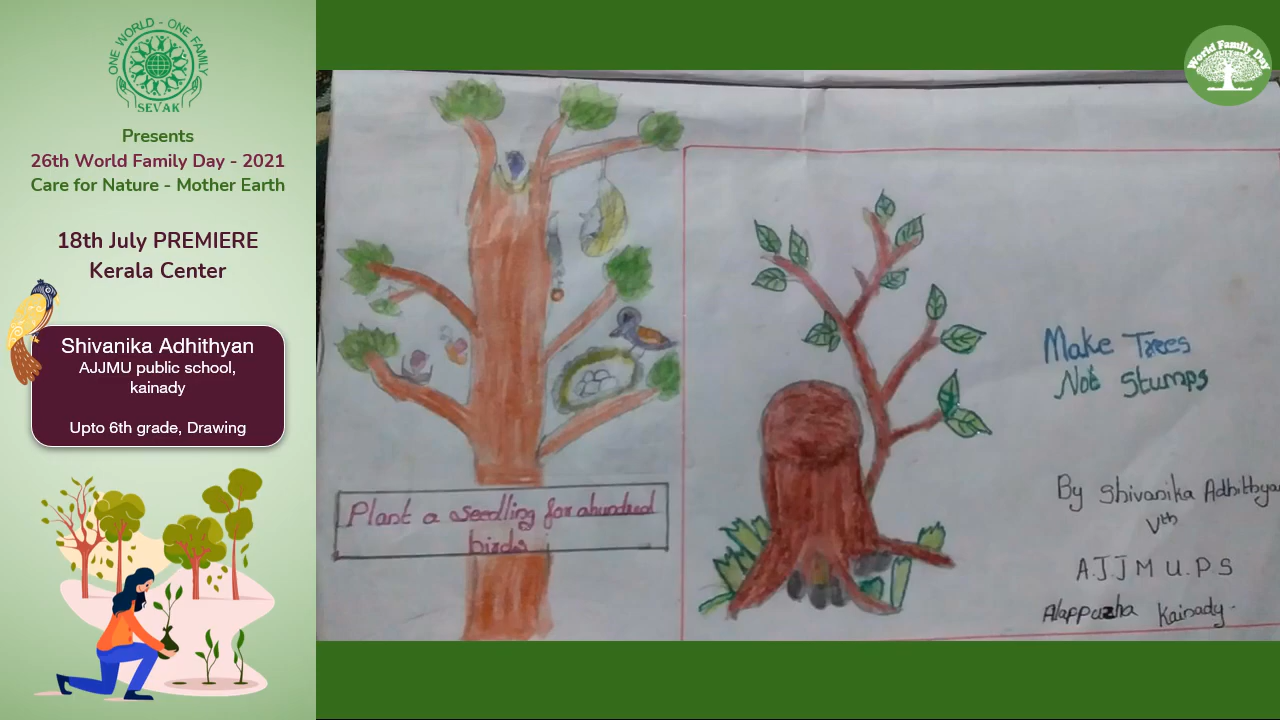 ONE WORLD - ONE FAMILY
SEVAK
Presents
26th World Family Day - 2021
Care for Nature - Mother Earth
18th July PREMIERE
Kerala Center
Shivanika Adhithyan
AJJMU public school,
kainady
Upto 6th grade, Drawing
World Family Day
Plant a seedling for a hundred
birds
Make Trees
Not Stumps
By Shivanika Adhithyan
Vth
A.J.J M U.P S
Alappuzha Kainady-